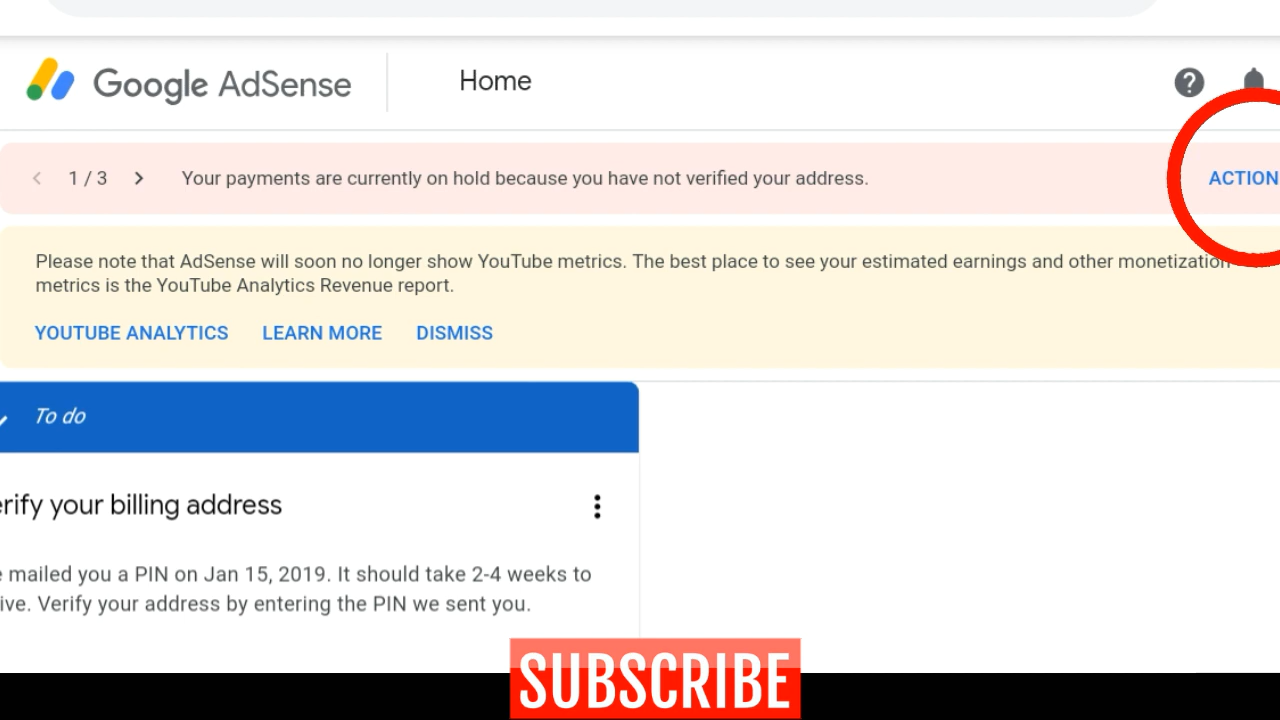 Google AdSense
Home
1 / 3
Your payments are currently on hold because you have not verified your address.
ACTION
Please note that AdSense will soon no longer show YouTube metrics. The best place to see your estimated earnings and other monetization
metrics is the YouTube Analytics Revenue report.
YOUTUBE ANALYTICS LEARN MORE DISMISS
To do
erify your billing address
e mailed you a PIN on Jan 15, 2019. It should take 2-4 weeks to
ive. Verify your address by entering the PIN we sent you.
SUBSCRIBE